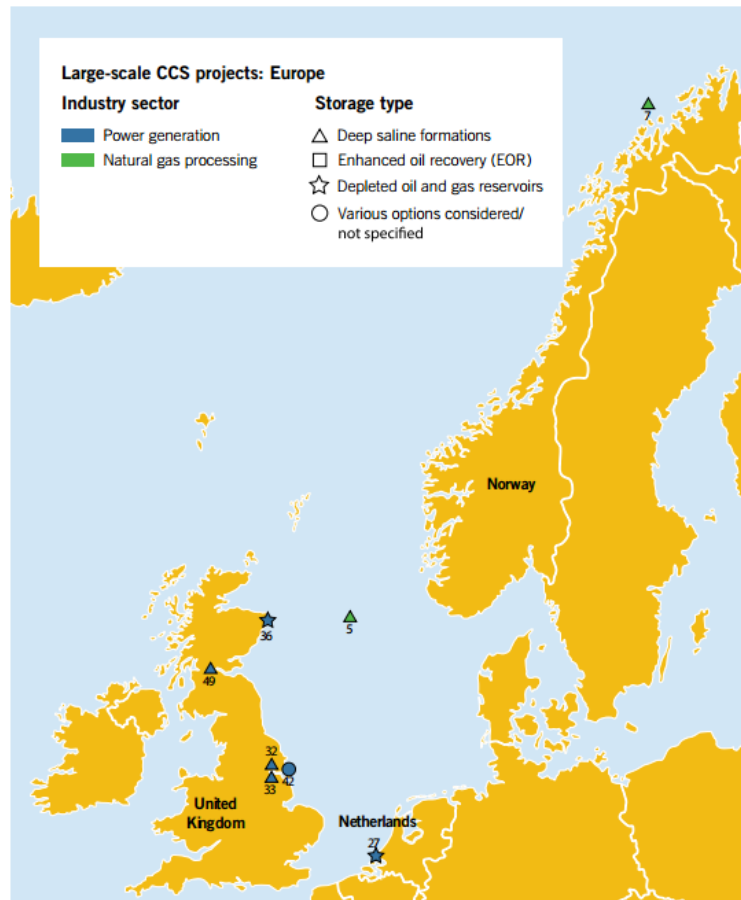 Large-scale CCS projects: Europe
Industry sector
Power generation
Natural gas processing
Storage type
Deep saline formations
Enhanced oil recovery (EOR)
Depleted oil and gas reservoirs
Various options considered/
not specified
7
Norway
36
5
49
32
42
33
United
Kingdom
Netherlands
27